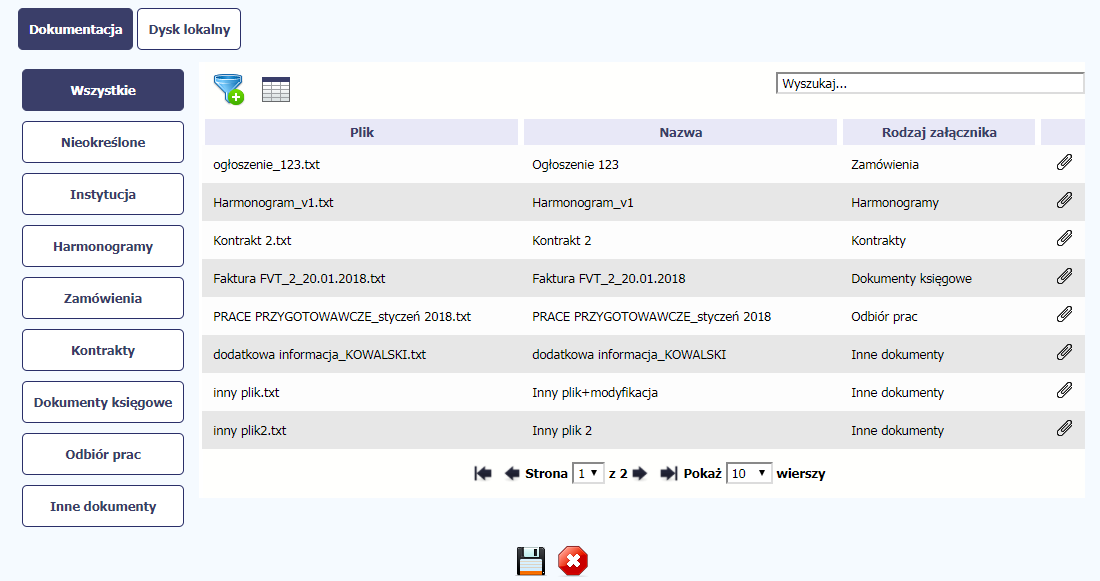 Dokumentacja Dysk lokalny
Wszystkie
Nieokreślone
Instytucja
Harmonogramy
Zamówienia
Kontrakty
Dokumenty księgowe
Odbiór prac
Inne dokumenty
Wyszukaj...
Plik Nazwa Rodzaj załącznika
ogłoszenie_123.txt Ogłoszenie 123 Zamówienia
Harmonogram_v1.txt Harmonogram_v1 Harmonogramy
Kontrakt 2.txt Kontrakt 2 Kontrakty
Faktura FVT_2_20.01.2018.txt Faktura FVT_2_20.01.2018 Dokumenty księgowe
PRACE PRZYGOTOWAWCZE_styczeń 2018.txt PRACE PRZYGOTOWAWCZE_styczeń 2018 Odbiór prac
dodatkowa informacja_KOWALSKI.txt dodatkowa informacja_KOWALSKI Inne dokumenty
inny plik.txt Inny plik+modyfikacja Inne dokumenty
inny plik2.txt Inny plik 2 Inne dokumenty
Strona 1 z 2 Pokaż 10 wierszy